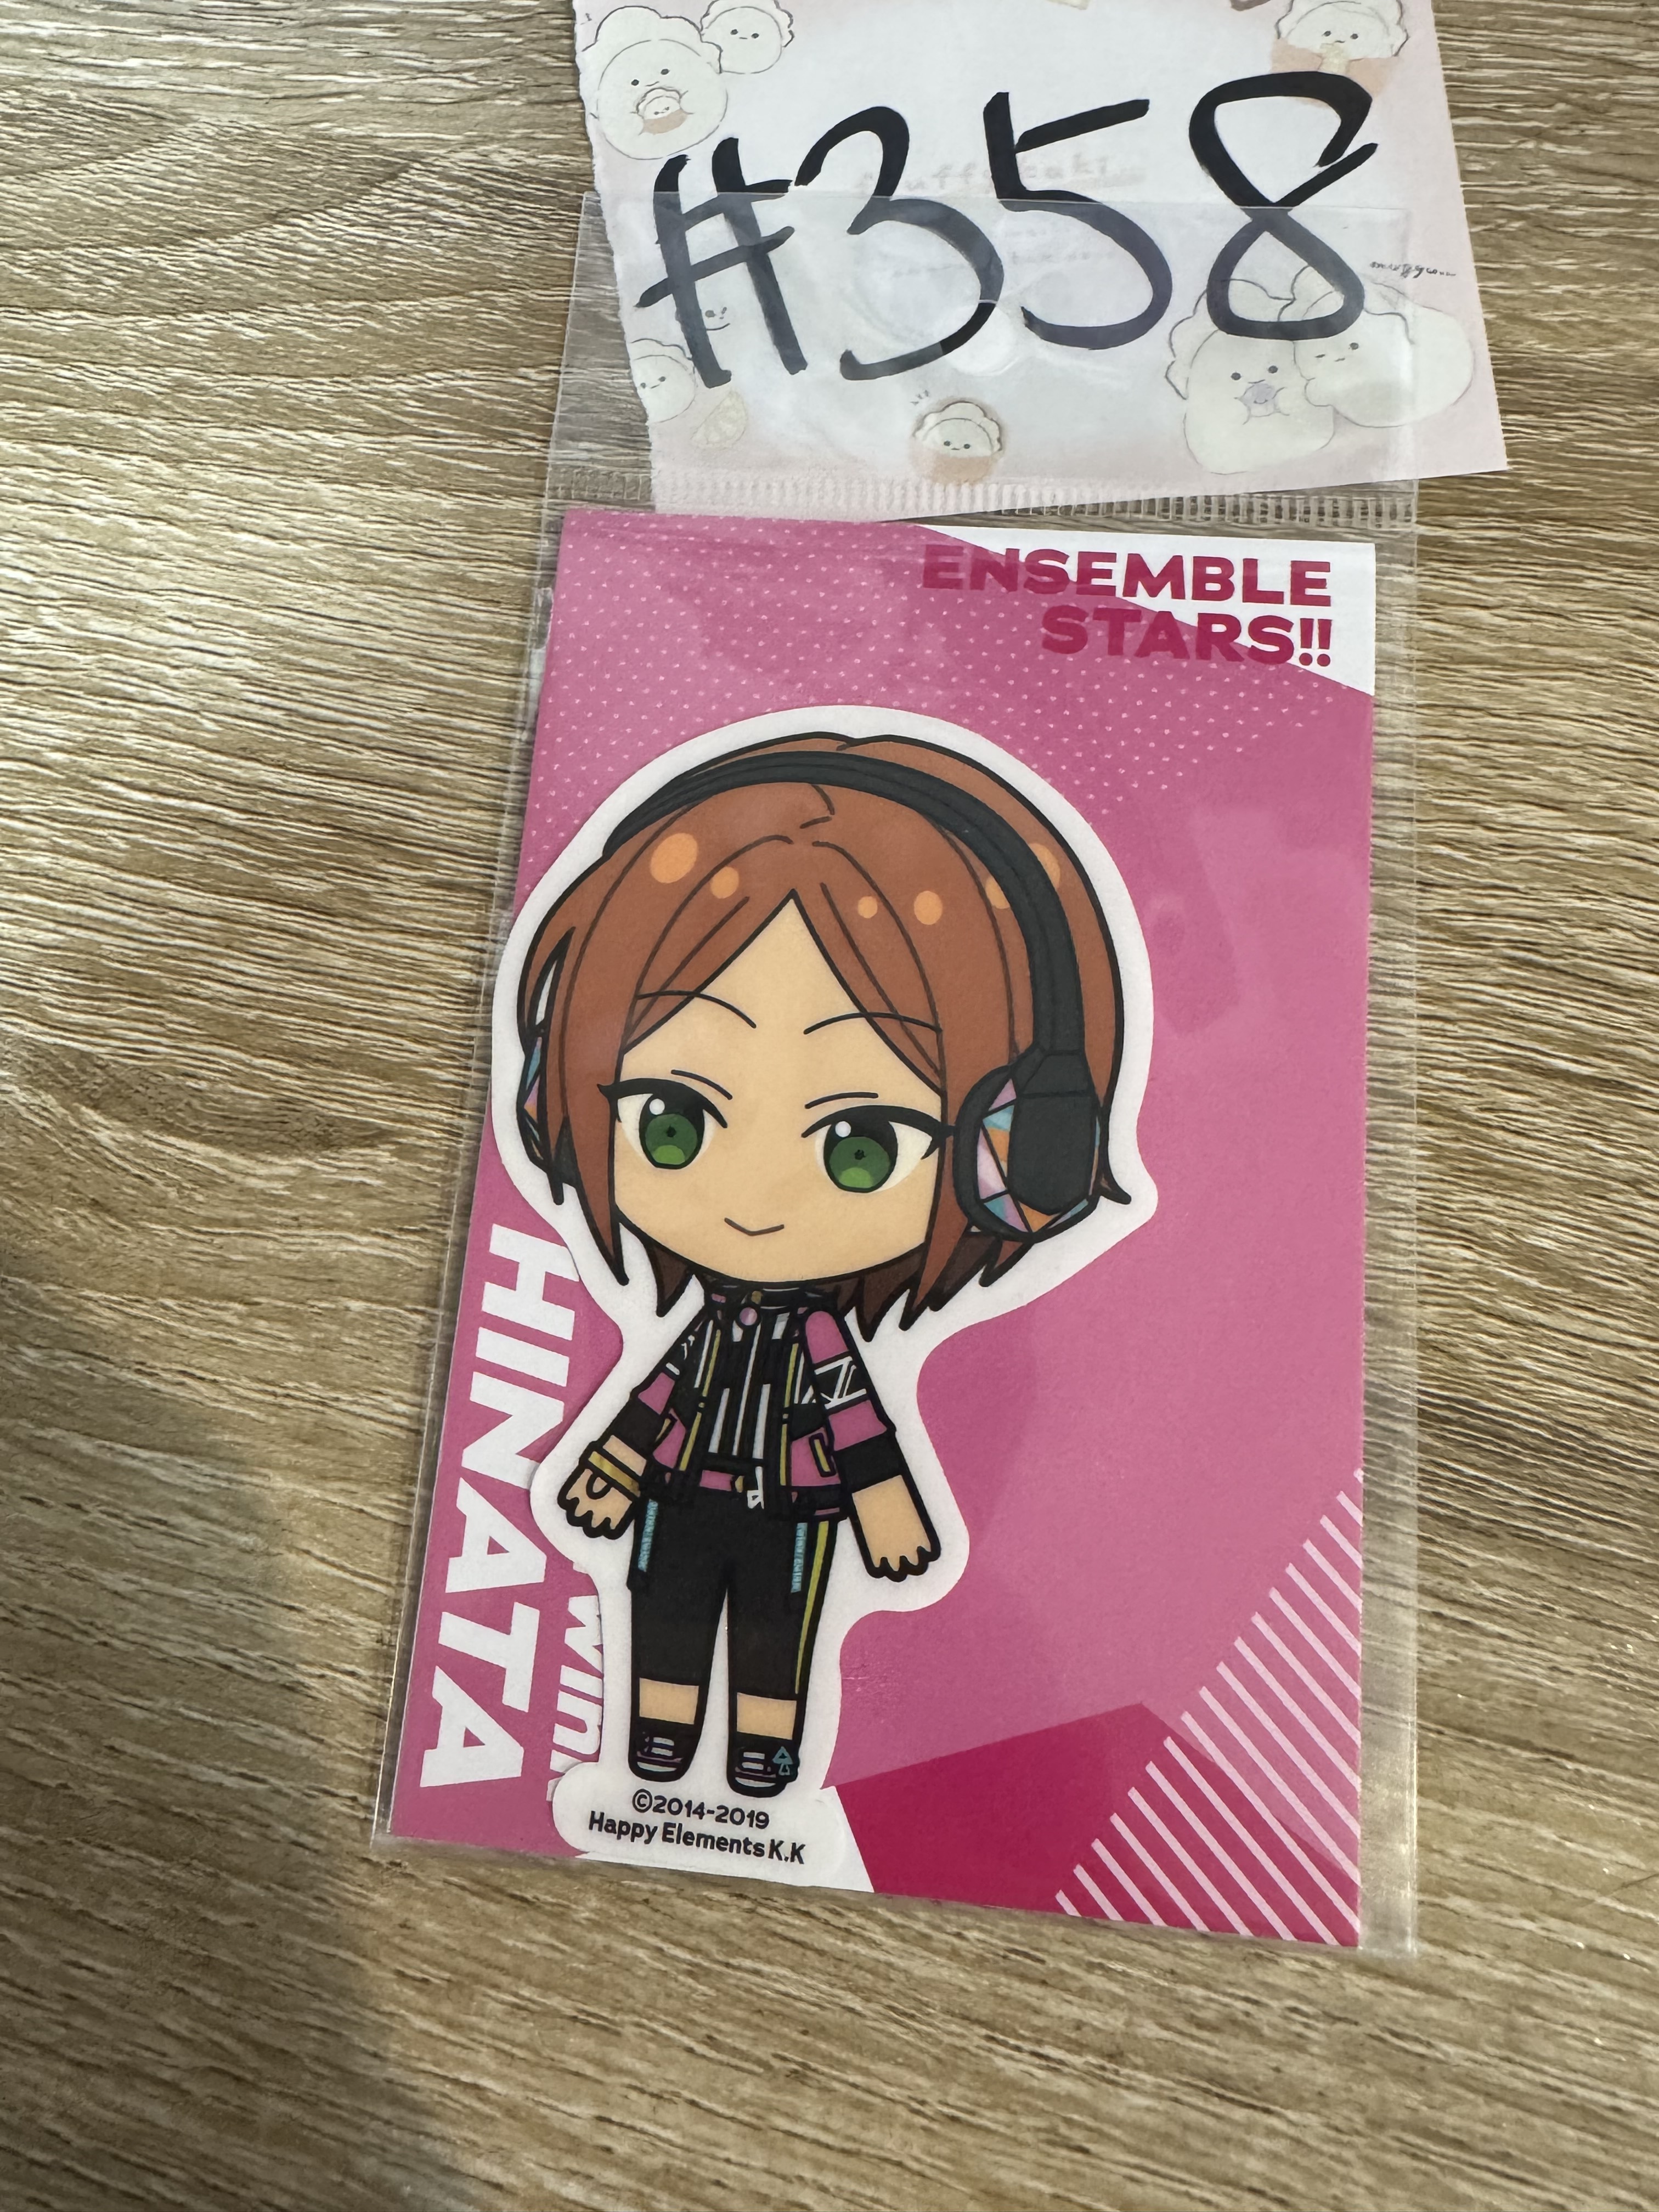 #358
ENSEMBLE
STARS!!
HINATA
©2014-2019
Happy Elements K.K